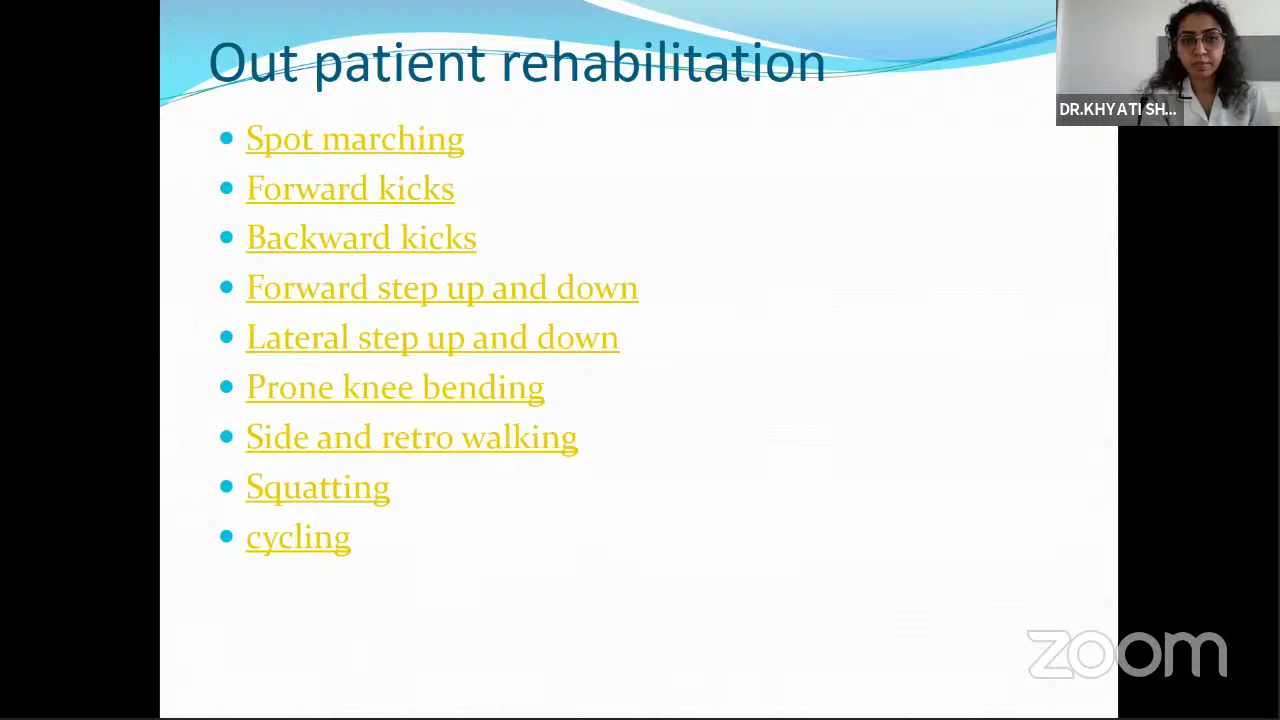 Out patient rehabilitation
DR.KHYATI SH...
Spot marching
Forward kicks
Backward kicks
Forward step up and down
Lateral step up and down
Prone knee bending
Side and retro walking
Squatting
cycling
zoom